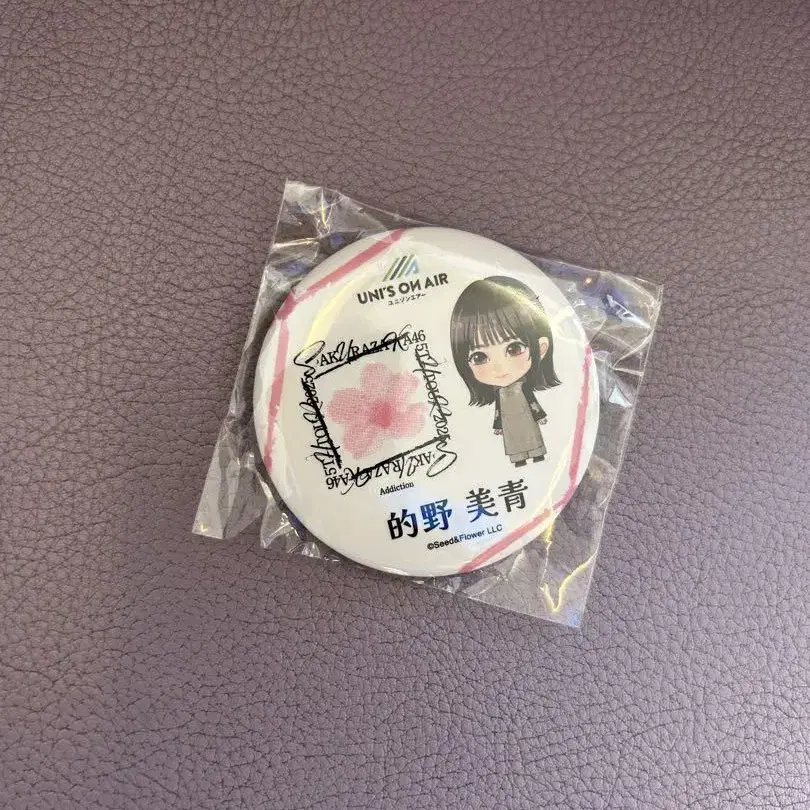 UNI'S ON AIR
ユニゾンエアー
SAKURAZAKA46
SAKURAZAKA46
Addiction
的野 美青
©Seed&Flower LLC